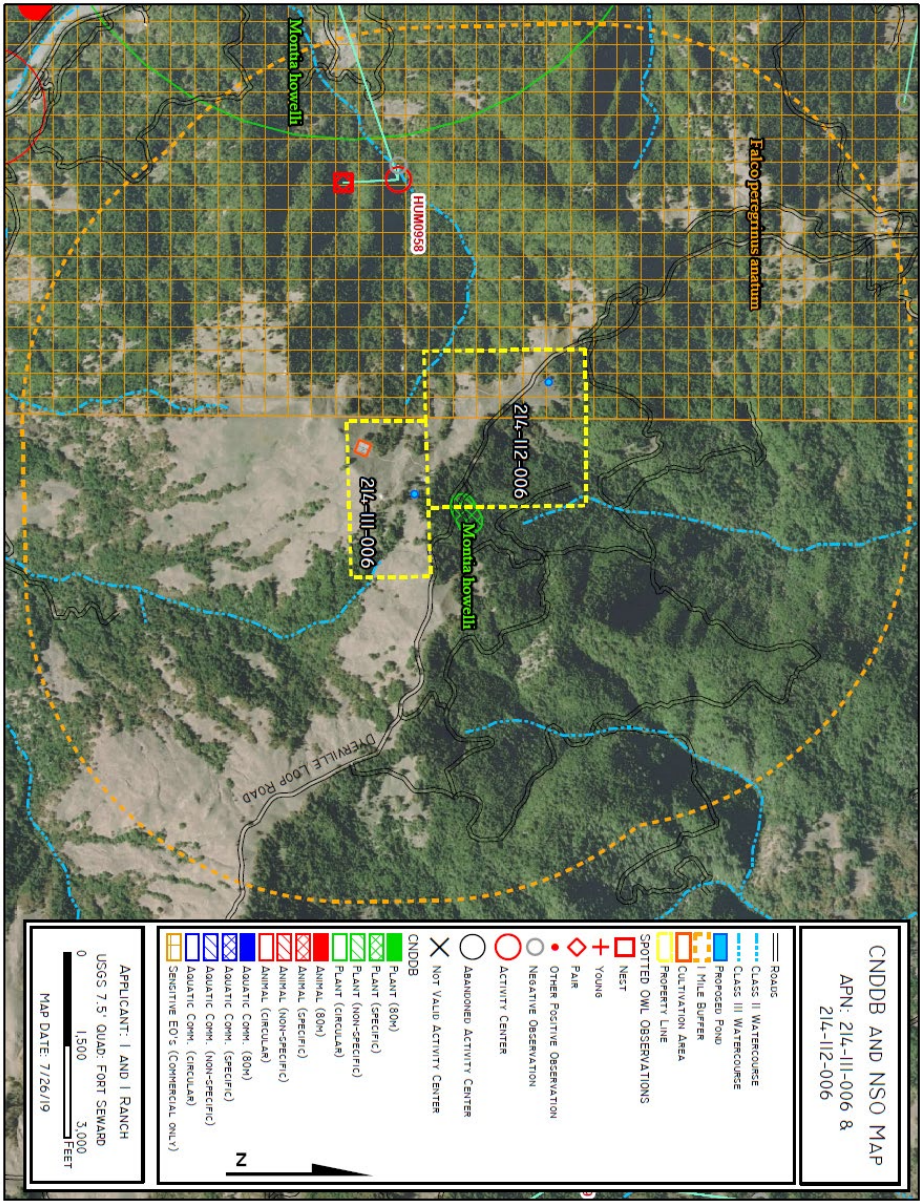 CNDDB AND NSO MAP
APN: 214-111-006 &
214-112-006
ROADS
CLASS II WATERCOURSE
CLASS III WATERCOURSE
PROPOSED POND
1 MILE BUFFER
CULTIVATION AREA
PROPERTY LINE
SPOTTED OWL OBSERVATIONS
NEST
YOUNG
PAIR
OTHER POSITIVE OBSERVATION
NEGATIVE OBSERVATION
ACTIVITY CENTER
ABANDONED ACTIVITY CENTER
NOT VALID ACTIVITY CENTER
CNDDB
PLANT (80M)
PLANT (SPECIFIC)
PLANT (NON-SPECIFIC)
PLANT (CIRCULAR)
ANIMAL (80M)
ANIMAL (SPECIFIC)
ANIMAL (NON-SPECIFIC)
ANIMAL (CIRCULAR)
AQUATIC COMM. (80M)
AQUATIC COMM. (SPECIFIC)
AQUATIC COMM. (NON-SPECIFIC)
AQUATIC COMM. (CIRCULAR)
SENSITIVE EO'S (COMMERCIAL ONLY)
N
APPLICANT: I AND I RANCH
USGS 7.5' QUAD: FORT SEWARD
0 1,500 3,000
FEET
MAP DATE: 7/26/19
Falco peregrinus anatum
Montia howelli
HUM0958
214-112-006
Montia howelli
214-111-006
DYERVILLE LOOP ROAD